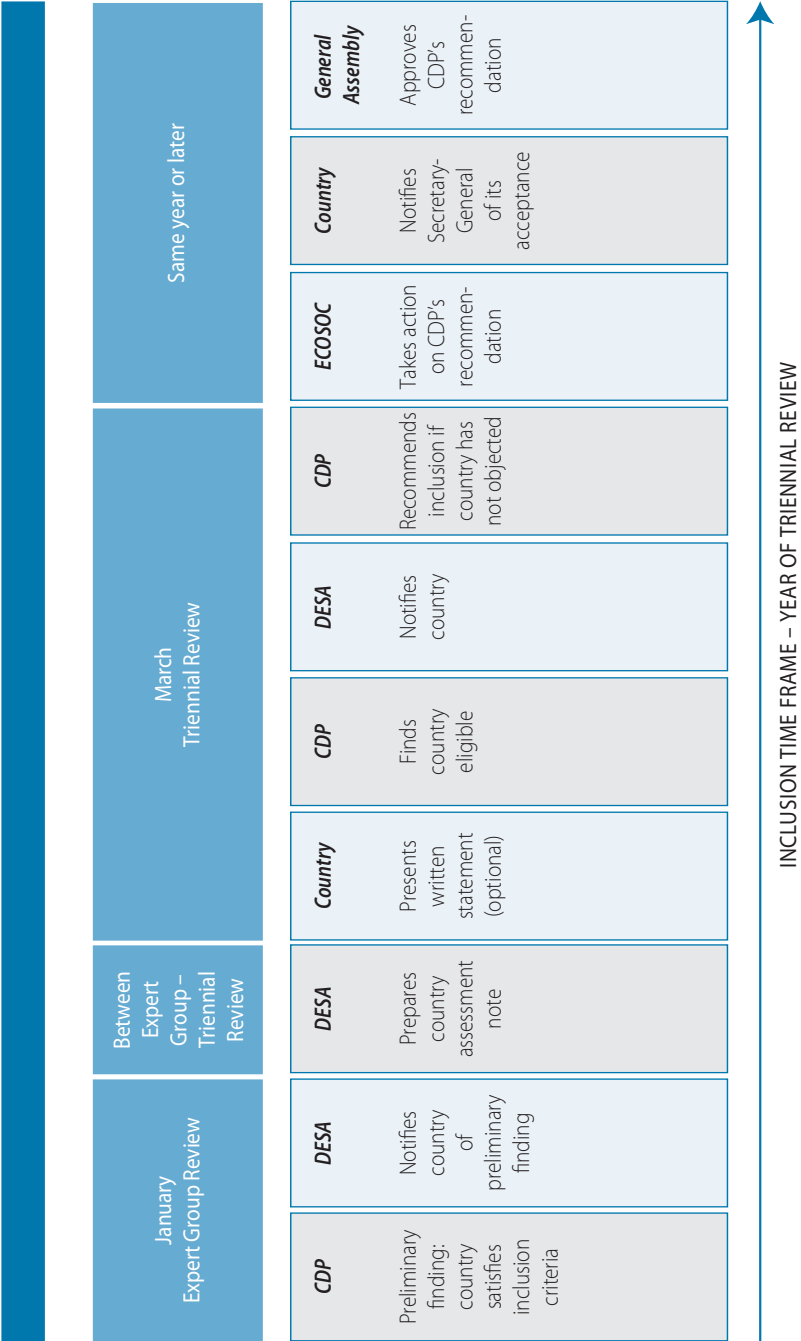 January
Expert Group Review
Between
Expert
Group –
Triennial
Review
March
Triennial Review
Same year or later
CDP
Preliminary
finding:
country
satisfies
inclusion
criteria
DESA
Notifies
country
of
preliminary
finding
DESA
Prepares
country
assessment
note
Country
Presents
written
statement
(optional)
CDP
Finds
country
eligible
DESA
Notifies
country
CDP
Recommends
inclusion if
country has
not objected
ECOSOC
Takes action
on CDP's
recommen-
dation
Country
Notifies
Secretary-
General
of its
acceptance
General
Assembly
Approves
CDP's
recommen-
dation
INCLUSION TIME FRAME – YEAR OF TRIENNIAL REVIEW